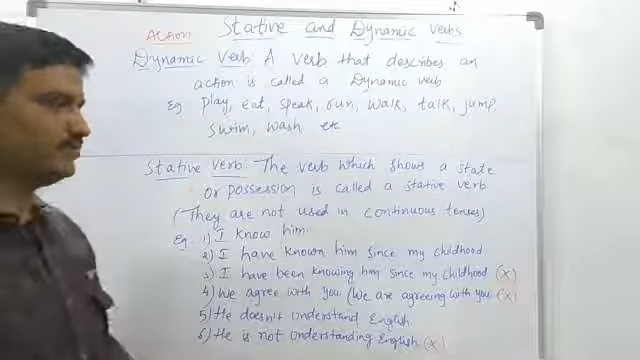 Action
Stative and Dynamic verbs
Dynamic verb: A verb that describes an
action is called a Dynamic verb
Eg play, eat, speak, run, walk, talk, jump,
swim, wash etc
Stative verb: The verb which shows a state
or possession is called a stative verb
(They are not used in continuous tenses)
Eg. 1) I know him.
2) I have known him since my childhood
3) I have been knowing him since my childhood (x)
4) We agree with you (We are agreeing with you (x)
5) He doesn't understand English.
6) He is not understanding English (x)